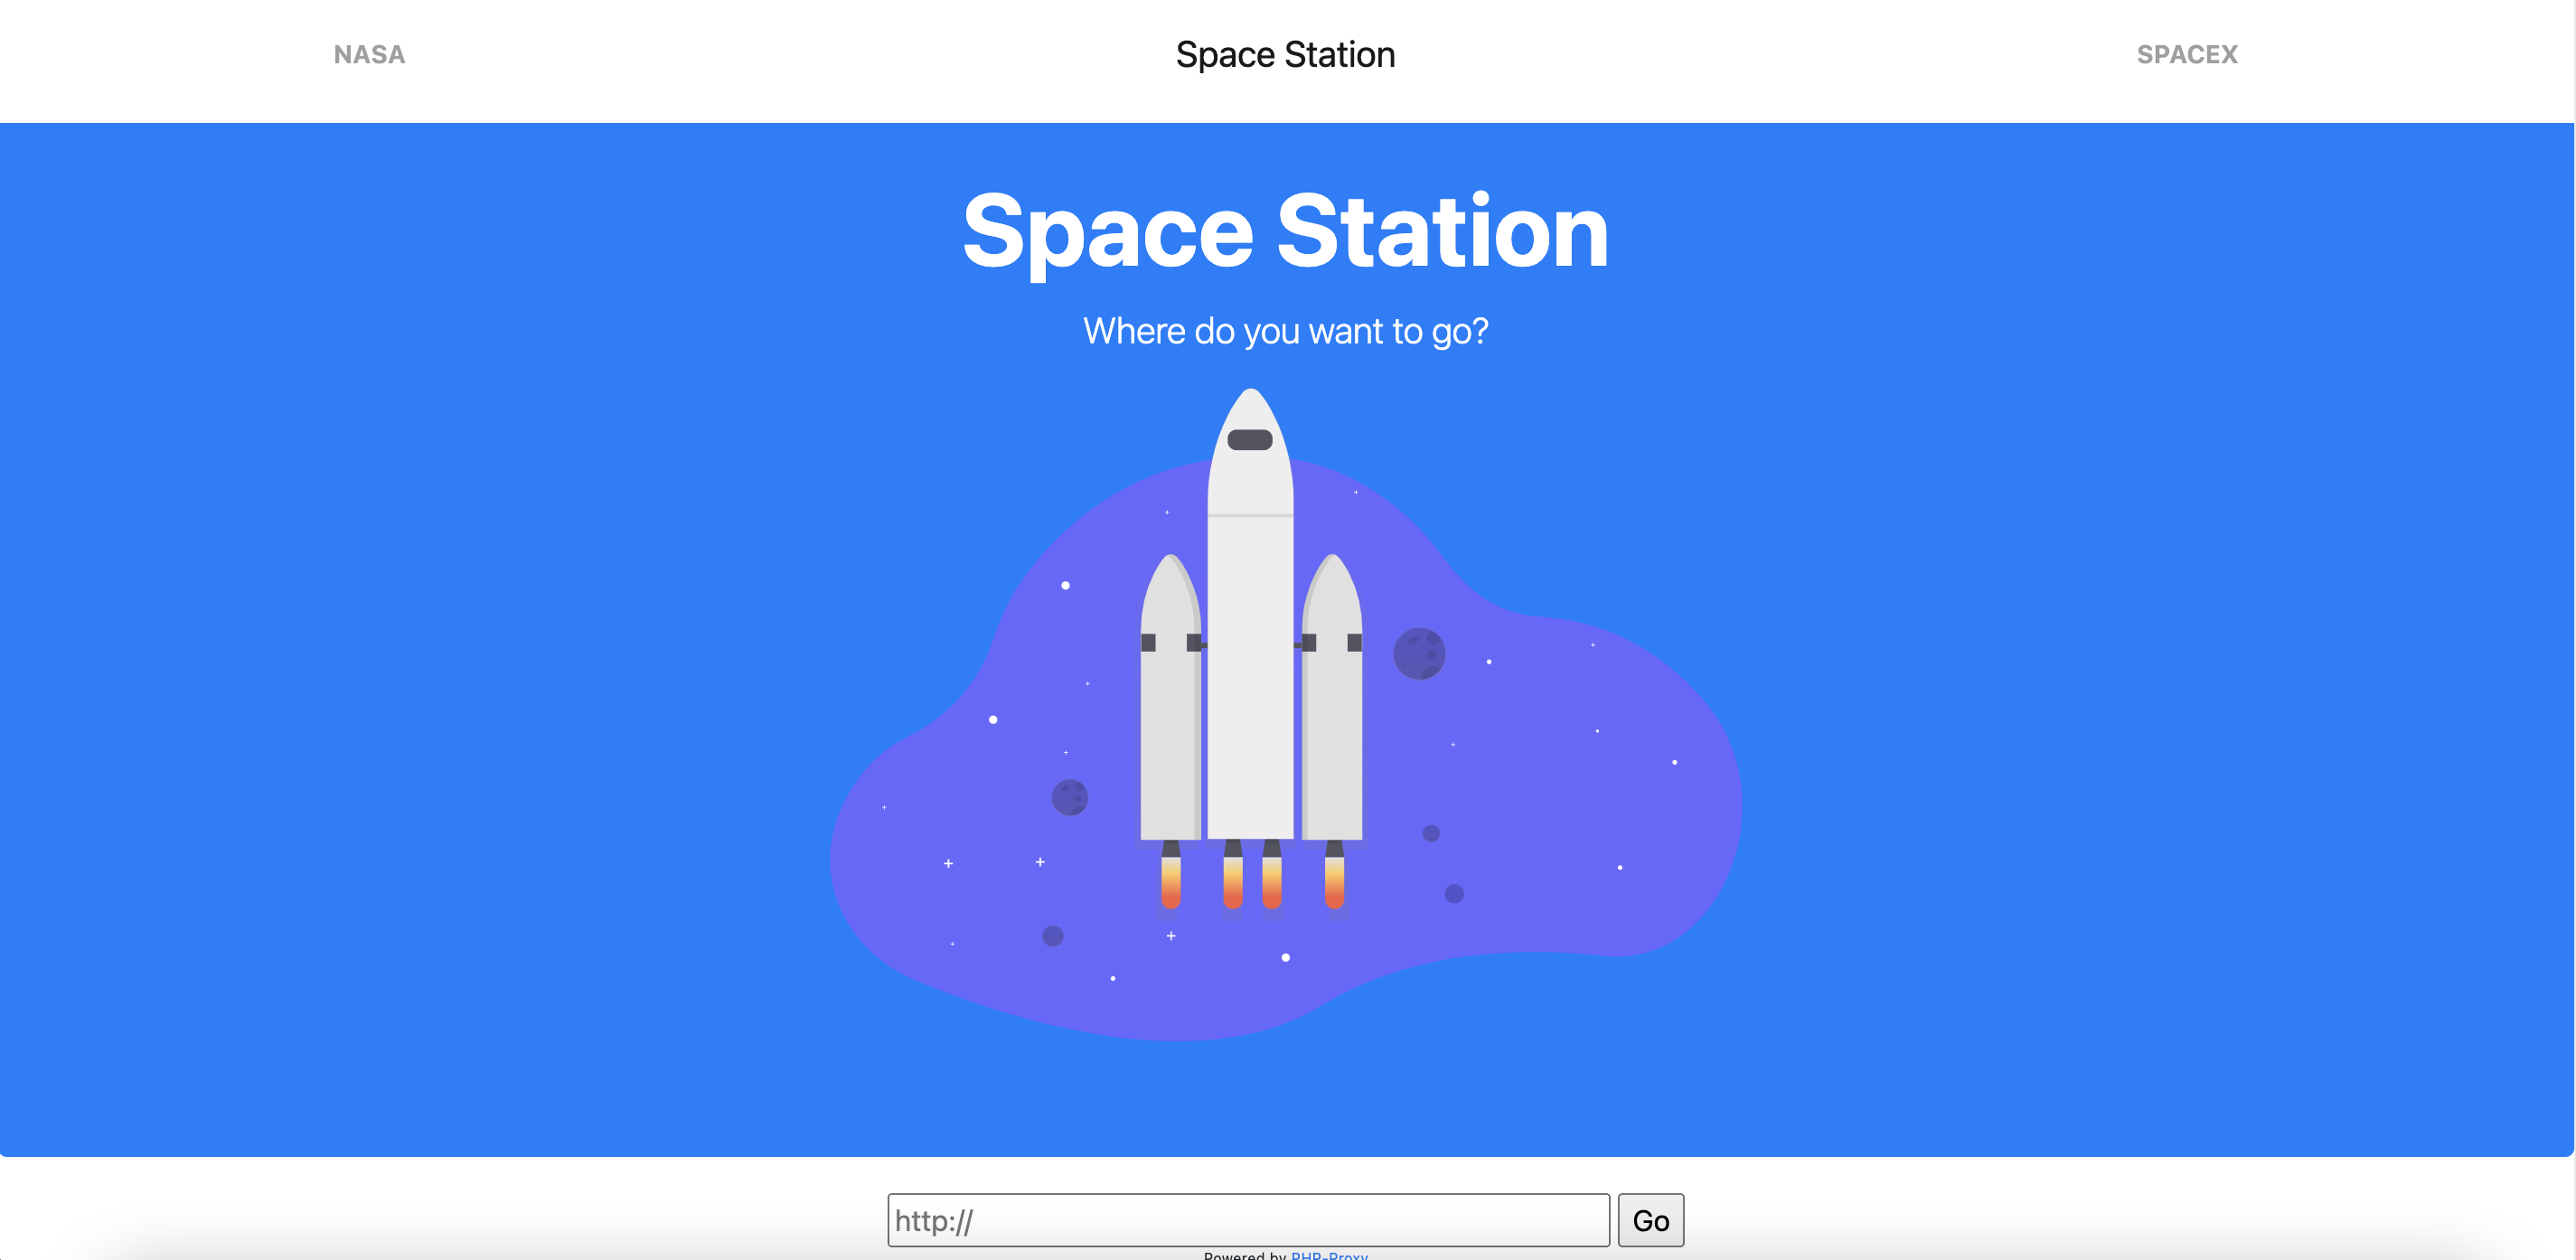 NASA
Space Station
SPACEX
Space Station
Where do you want to go?
http://
Go
Powered by PHP-Proxy